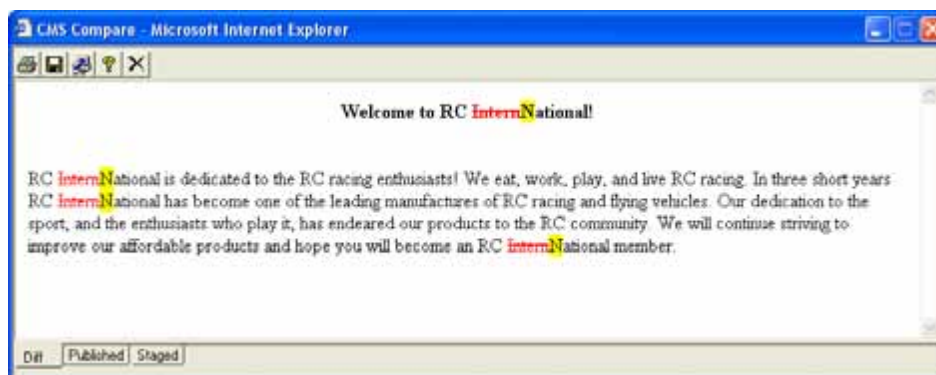 CMS Compare - Microsoft Internet Explorer
Welcome to RC InternNational!
RC InternNational is dedicated to the RC racing enthusiasts! We eat, work, play, and live RC racing. In three short years
RC InternNational has become one of the leading manufactures of RC racing and flying vehicles. Our dedication to the
sport, and the enthusiasts who play it, has endeared our products to the RC community. We will continue striving to
improve our affordable products and hope you will become an RC InternNational member.
Diff Published Staged